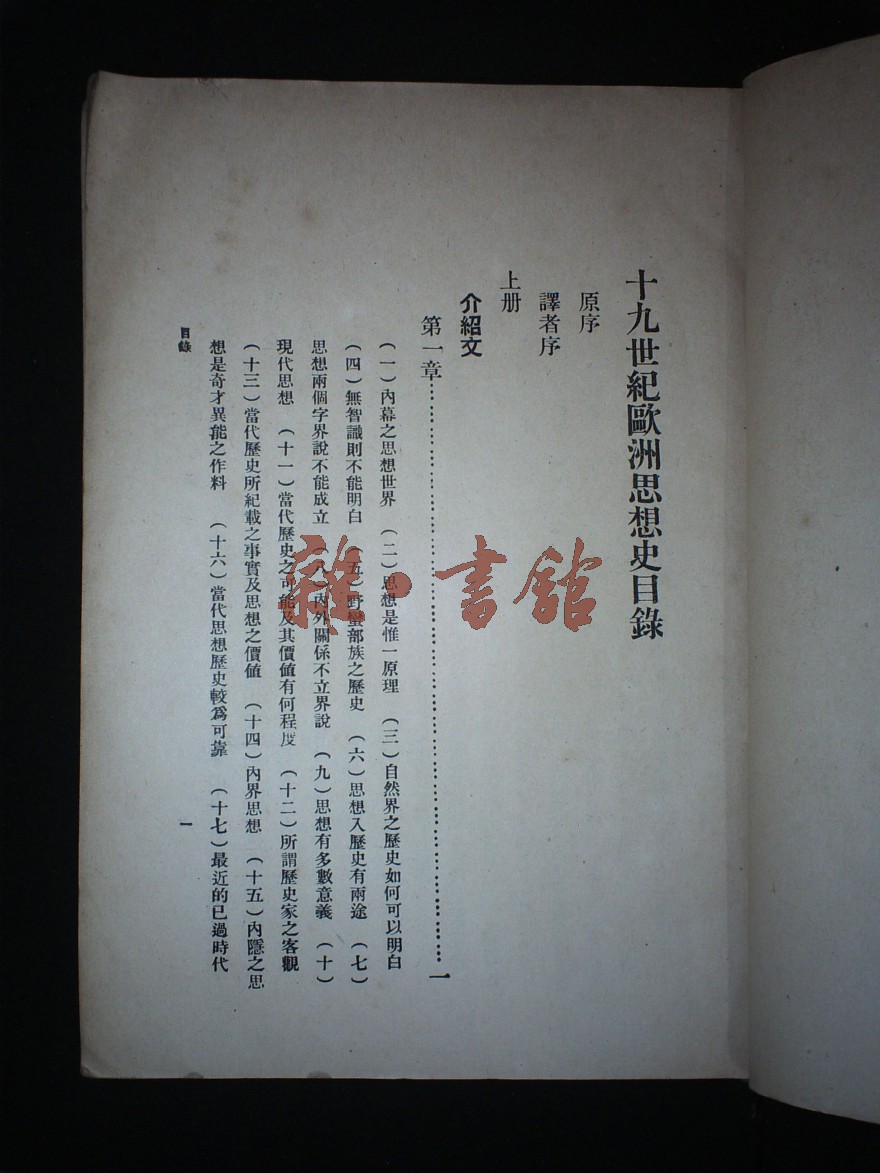 十九世紀歐洲思想史目錄
原序
譯者序
上册
介紹文
第一章……………………………………………………一
(一)內幕之思想世界 (二)思想是惟一原理 (三)自然界之歷史如何可以明白
(四)無智識則不能明白 (五)野蠻部族之歷史 (六)思想入歷史有兩途 (七)
思想兩個字界說不能成立 (八)內外關係不立界說 (九)思想有多數意義 (十)
現代思想 (十一)當代歷史之可能及其價值有何程度 (十二)所謂歷史家之客觀
(十三)當代歷史所紀載之事實及思想之價值 (十四)內界思想 (十五)內隱之思
想是奇才異能之作料 (十六)當代思想歷史較爲可靠 (十七)最近的已過時代
目錄
一
雜·書館